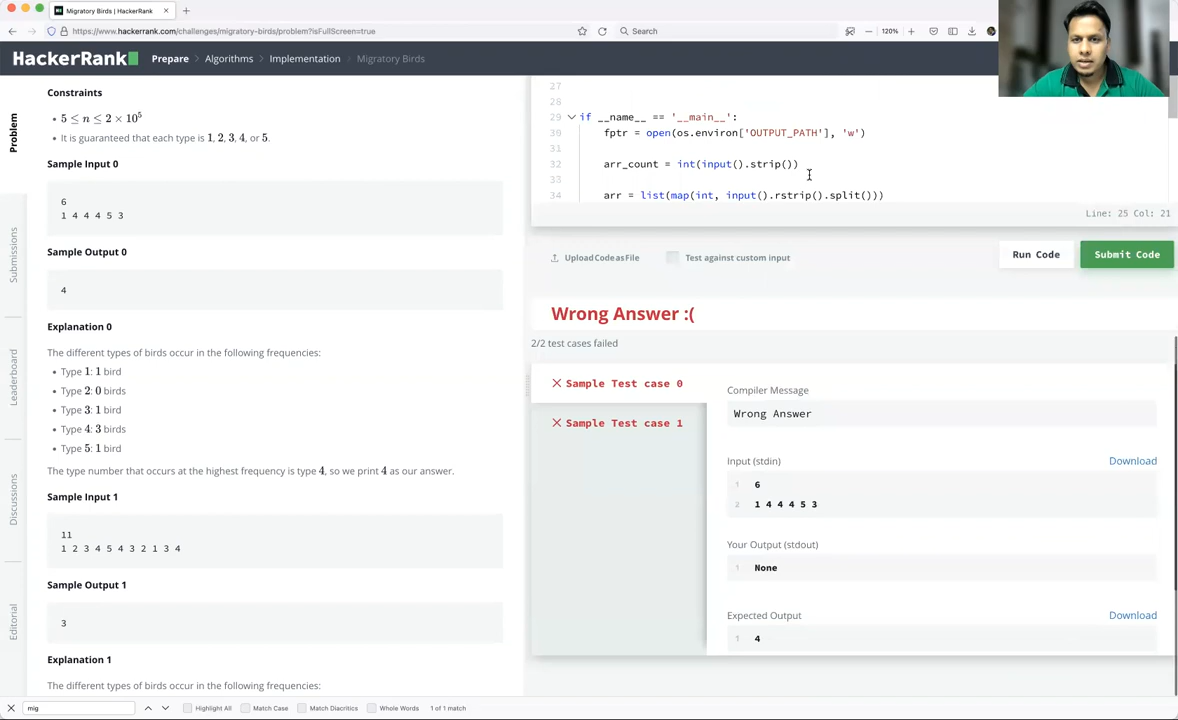 Migratory Birds | HackerRank
https://www.hackerrank.com/challenges/migratory-birds/problem?isFullScreen=true
120%
Search
HackerRank
Prepare > Algorithms > Implementation > Migratory Birds
Problem
Submissions
Leaderboard
Discussions
Editorial
Constraints
• 5 ≤ n ≤ 2 × 10⁵
• It is guaranteed that each type is 1, 2, 3, 4, or 5.
Sample Input 0
6
1 4 4 4 5 3
Sample Output 0
4
Explanation 0
The different types of birds occur in the following frequencies:
• Type 1: 1 bird
• Type 2: 0 birds
• Type 3: 1 bird
• Type 4: 3 birds
• Type 5: 1 bird
The type number that occurs at the highest frequency is type 4, so we print 4 as our answer.
Sample Input 1
11
1 2 3 4 5 4 3 2 1 3 4
Sample Output 1
3
Explanation 1
The different types of birds occur in the following frequencies:
27
28
29 if __name__ == '__main__':
30 fptr = open(os.environ['OUTPUT_PATH'], 'w')
31
32 arr_count = int(input().strip())
33
34 arr = list(map(int, input().rstrip().split()))
Line: 25 Col: 21
Upload Code as File
Test against custom input
Run Code
Submit Code
Wrong Answer :(
2/2 test cases failed
Sample Test case 0
Sample Test case 1
Compiler Message
Wrong Answer
Input (stdin)
Download
1 6
2 1 4 4 4 5 3
Your Output (stdout)
1 None
Expected Output
Download
1 4
mig
Highlight All
Match Case
Match Diacritics
Whole Words
1 of 1 match